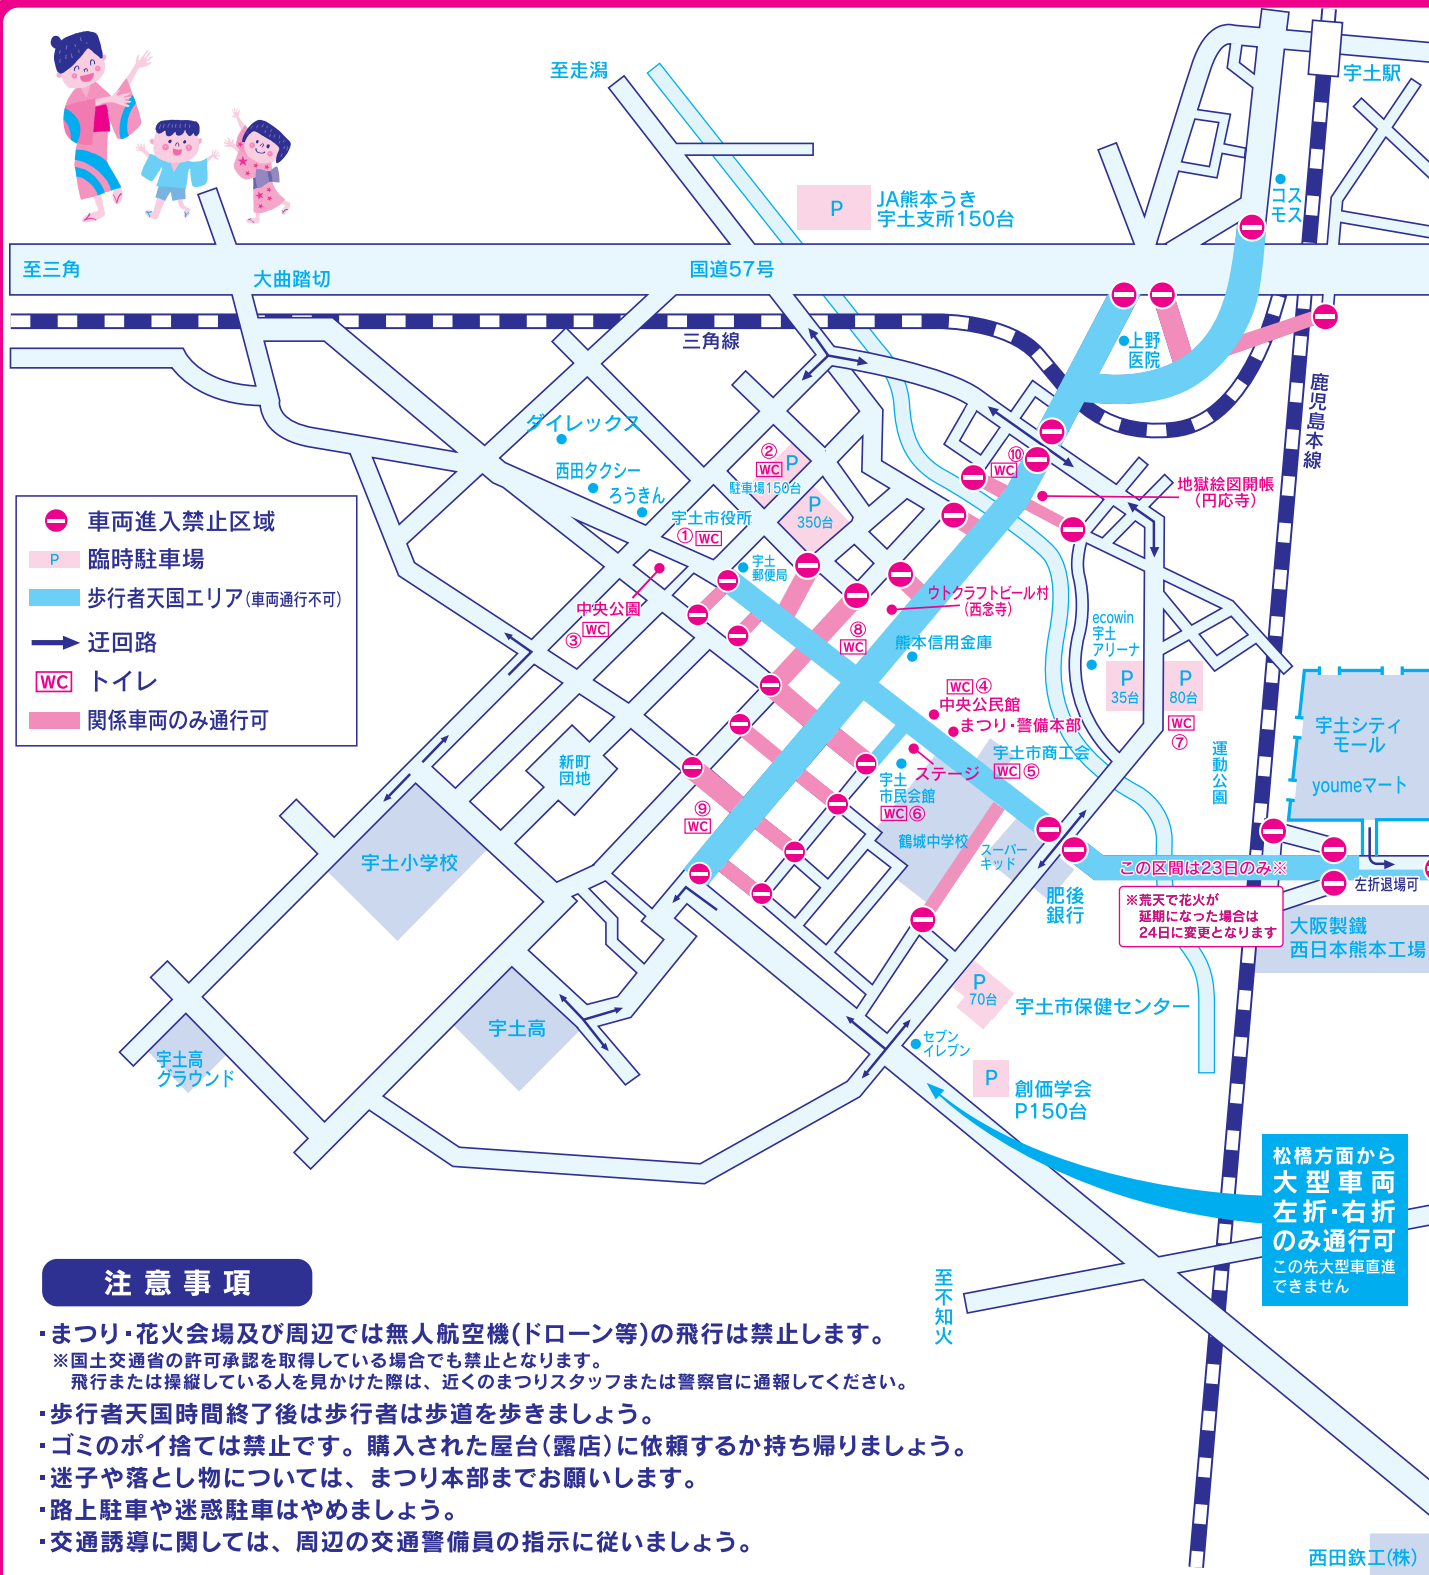 至走潟
宇土駅
コス
モス
P
JA熊本うき
宇土支所150台
至三角
大曲踏切
国道57号
三角線
上野
医院
鹿児島本線
ダイレックス
西田タクシー
ろうきん
②
WC
P
駐車場150台
P
350台
宇土市役所
①WC
宇土
郵便局
⑩
WC
地獄絵図開帳
(円応寺)
中央公園
③WC
ウトクラフトビール村
(西念寺)
⑧
WC
熊本信用金庫
ecowin
宇土
アリーナ
P
35台
P
80台
WC
⑦
WC④
中央公民館
まつり・警備本部
宇土市商工会
WC⑤
ステージ
宇土
市民会館
WC⑥
鶴城中学校
スーパー
キッド
新町
団地
⑨
WC
運動公園
宇土シティ
モール
youmeマート
宇土小学校
この区間は23日のみ※
左折退場可
※荒天で花火が
延期になった場合は
24日に変更となります
肥後
銀行
大阪製鐵
西日本熊本工場
P
70台
宇土市保健センター
宇土高
宇土高
グラウンド
セブン
イレブン
P
創価学会
P150台
松橋方面から
大型車両
左折・右折
のみ通行可
この先大型車直進
できません
至不知火
西田鉄工(株)
車両進入禁止区域
P
臨時駐車場
歩行者天国エリア(車両通行不可)
迂回路
WC
トイレ
関係車両のみ通行可
注意事項
・まつり・花火会場及び周辺では無人航空機(ドローン等)の飛行は禁止します。
※国土交通省の許可承認を取得している場合でも禁止となります。
飛行または操縦している人を見かけた際は、近くのまつりスタッフまたは警察官に通報してください。
・歩行者天国時間終了後は歩行者は歩道を歩きましょう。
・ゴミのポイ捨ては禁止です。購入された屋台(露店)に依頼するか持ち帰りましょう。
・迷子や落とし物については、まつり本部までお願いします。
・路上駐車や迷惑駐車はやめましょう。
・交通誘導に関しては、周辺の交通警備員の指示に従いましょう。